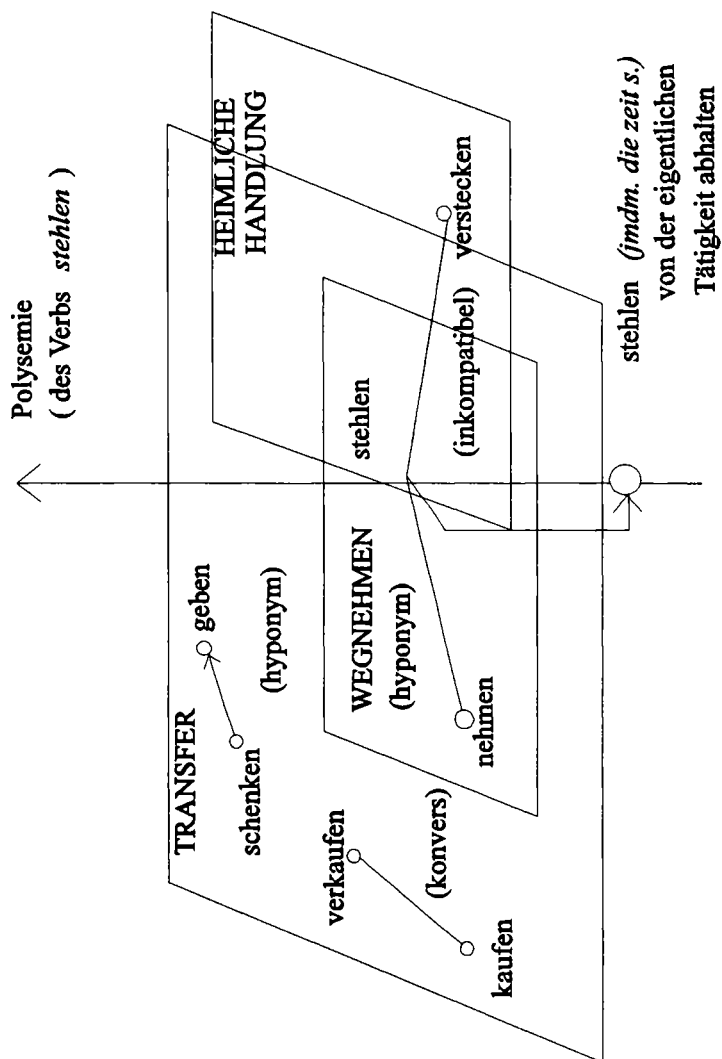 Polysemie
( des Verbs stehlen )
TRANSFER
geben
schenken
(hyponym)
verkaufen
(konvers)
kaufen
WEGNEHMEN
(hyponym)
nehmen
stehlen
(inkompatibel)
HEIMLICHE
HANDLUNG
verstecken
stehlen (jmdm. die zeit s.)
von der eigentlichen
Tätigkeit abhalten